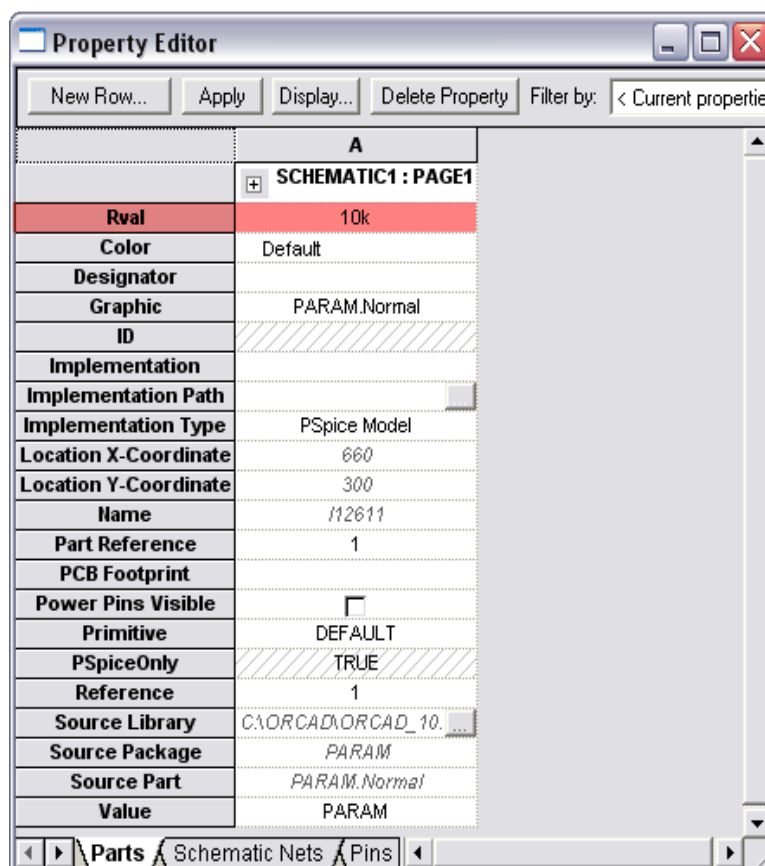 Property Editor
New Row... Apply Display... Delete Property Filter by: < Current propertie
A
SCHEMATIC1 : PAGE1
Rval 10k
Color Default
Designator
Graphic PARAM.Normal
ID
Implementation
Implementation Path ...
Implementation Type PSpice Model
Location X-Coordinate 660
Location Y-Coordinate 300
Name I12611
Part Reference 1
PCB Footprint
Power Pins Visible
Primitive DEFAULT
PSpiceOnly TRUE
Reference 1
Source Library C:\ORCAD\ORCAD_10. ...
Source Package PARAM
Source Part PARAM.Normal
Value PARAM
Parts Schematic Nets Pins